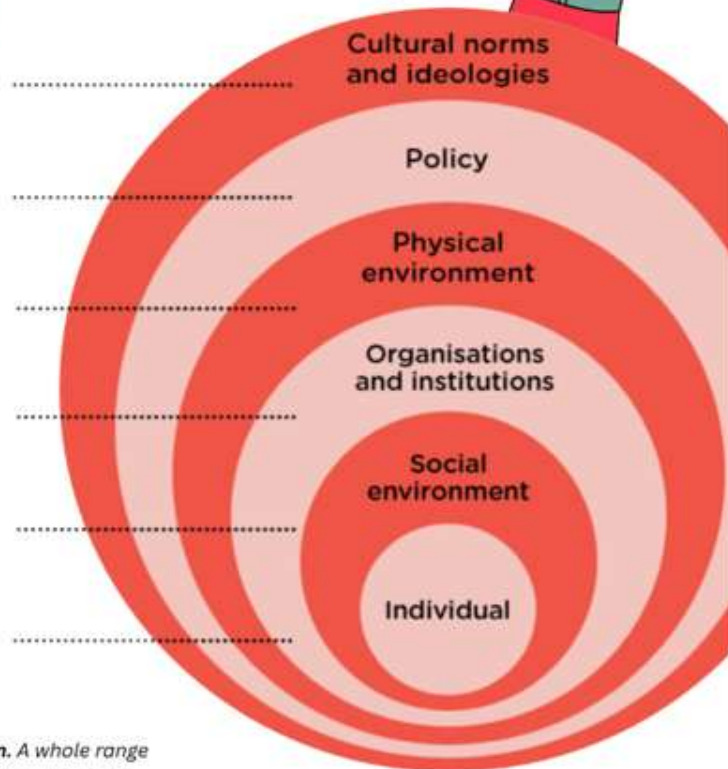 Cultural norms
and ideologies
Policy
Physical
environment
Organisations
and institutions
Social
environment
Individual
n. A whole range